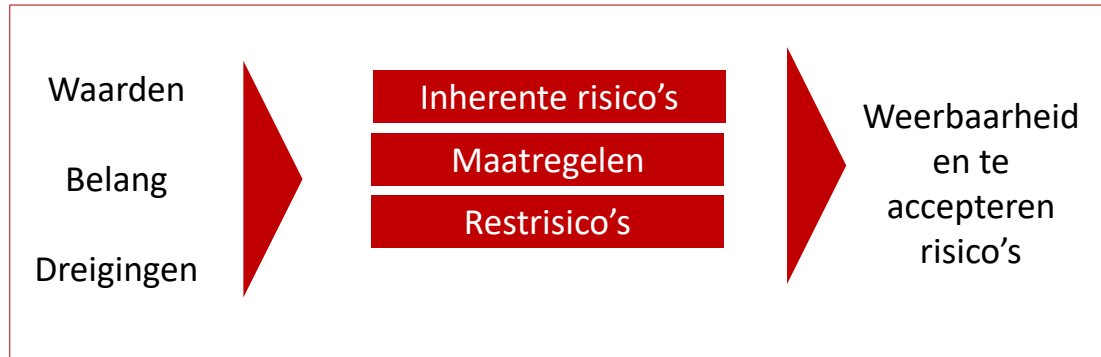 Waarden
Belang
Dreigingen
Inherente risico’s
Maatregelen
Restrisico’s
Weerbaarheid
en te
accepteren
risico’s